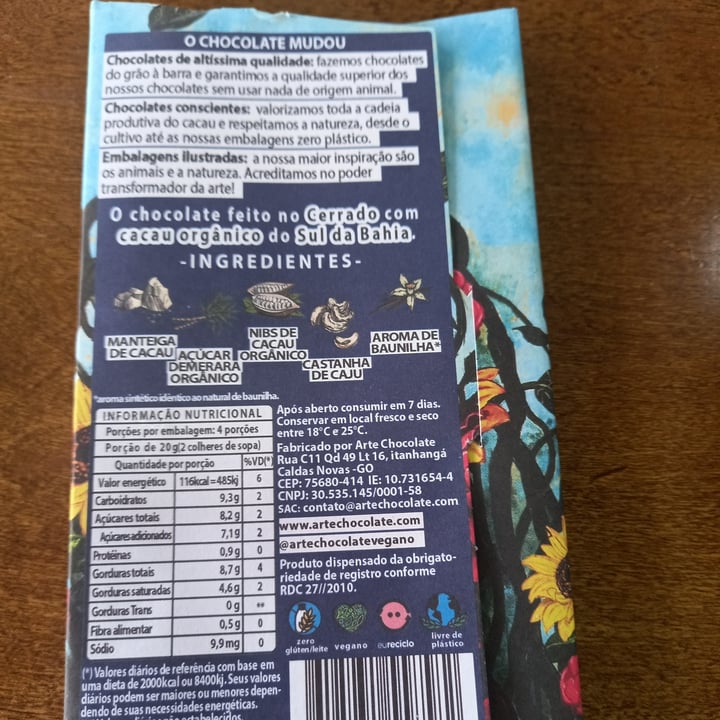 O CHOCOLATE MUDOU
Chocolates de altíssima qualidade: fazemos chocolates
do grão à barra e garantimos a qualidade superior dos
nossos chocolates sem usar nada de origem animal.
Chocolates conscientes: valorizamos toda a cadeia
produtiva do cacau e respeitamos a natureza, desde o
cultivo até as nossas embalagens zero plástico.
Embalagens ilustradas: a nossa maior inspiração são
os animais e a natureza. Acreditamos no poder
transformador da arte!
O chocolate feito no Cerrado com
cacau orgânico do Sul da Bahia.
-INGREDIENTES-
MANTEIGA
DE CACAU
AÇÚCAR
DEMERARA
ORGÂNICO
NIBS DE
CACAU
ORGÂNICO
CASTANHA
DE CAJU
AROMA DE
BAUNILHA*
*aroma sintético idêntico ao natural de baunilha.
INFORMAÇÃO NUTRICIONAL
Porções por embalagem: 4 porções
Porção de 20g(2 colheres de sopa)
Quantidade por porção %VD(*)
Valor energético 116kcal=485kj 6
Carboidratos 9,3g 2
Açúcares totais 8,2g 2
Açúcares adicionados 7,1g 2
Proteínas 0,9g 0
Gorduras totais 8,7g 4
Gorduras saturadas 4,6g 2
Gorduras Trans 0g **
Fibra alimentar 0,5g 0
Sódio 9,9mg 0
(*) Valores diários de referência com base em
uma dieta de 2000kcal ou 8400kj. Seus valores
diários podem ser maiores ou menores depen-
dendo de suas necessidades energéticas.
estabelecidos.
Após aberto consumir em 7 dias.
Conservar em local fresco e seco
entre 18°C e 25°C.
Fabricado por Arte Chocolate
Rua C11 Qd 49 Lt 16, itanhangá
Caldas Novas -GO
CEP: 75680-414 IE: 10.731654-4
CNPJ: 30.535.145/0001-58
SAC: contato@artechocolate.com
www.artechocolate.com
@artechocolatevegano
Produto dispensado da obrigato-
riedade de registro conforme
RDC 27//2010.
zero
glúten/leite
vegano
eureciclo
livre de
plástico